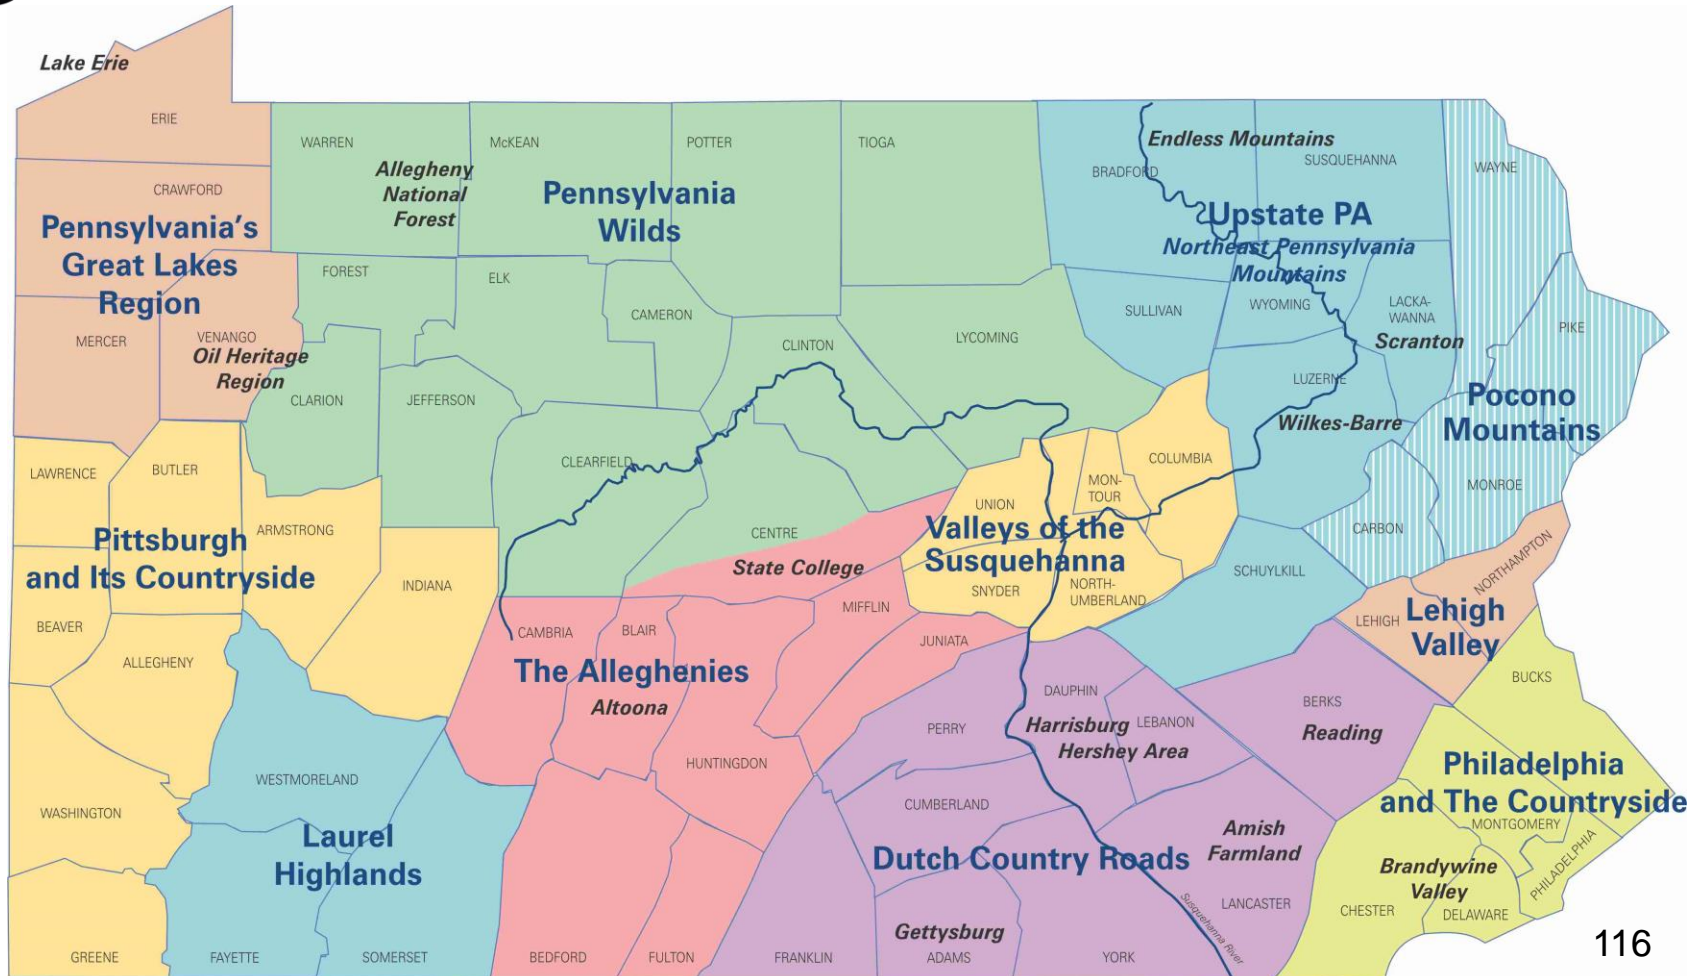 Lake Erie
ERIE
WARREN
McKEAN
POTTER
TIOGA
Endless Mountains
SUSQUEHANNA
BRADFORD
WAYNE
Allegheny
National
Forest
CRAWFORD
Pennsylvania
Wilds
Pennsylvania's
Great Lakes
Region
Upstate PA
Northeast Pennsylvania
Mountains
FOREST
ELK
CAMERON
SULLIVAN
WYOMING
LACKA-
WANNA
Scranton
PIKE
MERCER
VENANGO
Oil Heritage
Region
CLINTON
LYCOMING
LUZERNE
CLARION
JEFFERSON
Pocono
Mountains
Wilkes-Barre
LAWRENCE
BUTLER
CLEARFIELD
COLUMBIA
MON-
TOUR
UNION
MONROE
ARMSTRONG
CENTRE
CARBON
Pittsburgh
and Its Countryside
Valleys of the
Susquehanna
NORTHAMPTON
State College
INDIANA
SNYDER
NORTH-
UMBERLAND
SCHUYLKILL
BEAVER
CAMBRIA
BLAIR
MIFFLIN
JUNIATA
LEHIGH
Lehigh
Valley
ALLEGHENY
The Alleghenies
Altoona
BUCKS
DAUPHIN
LEBANON
BERKS
Reading
PERRY
Harrisburg
Hershey Area
HUNTINGDON
WESTMORELAND
Philadelphia
and The Countryside
WASHINGTON
CUMBERLAND
MONTGOMERY
Laurel
Highlands
Amish
Farmland
Dutch Country Roads
PHILADELPHIA
Brandywine
Valley
LANCASTER
CHESTER
DELAWARE
Susquehanna River
Gettysburg
GREENE
FAYETTE
SOMERSET
BEDFORD
FULTON
FRANKLIN
ADAMS
YORK
116